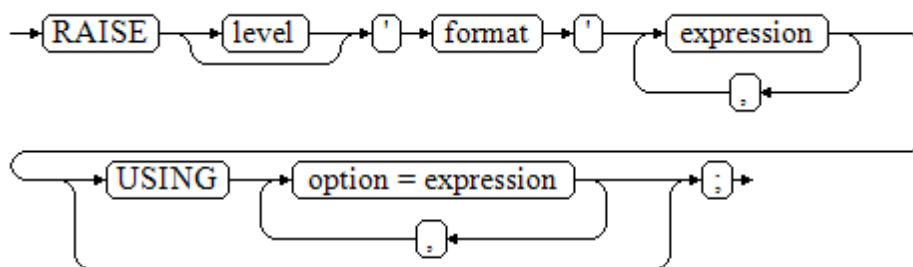 RAISE level ' format ' expression
,
USING option = expression ;
,